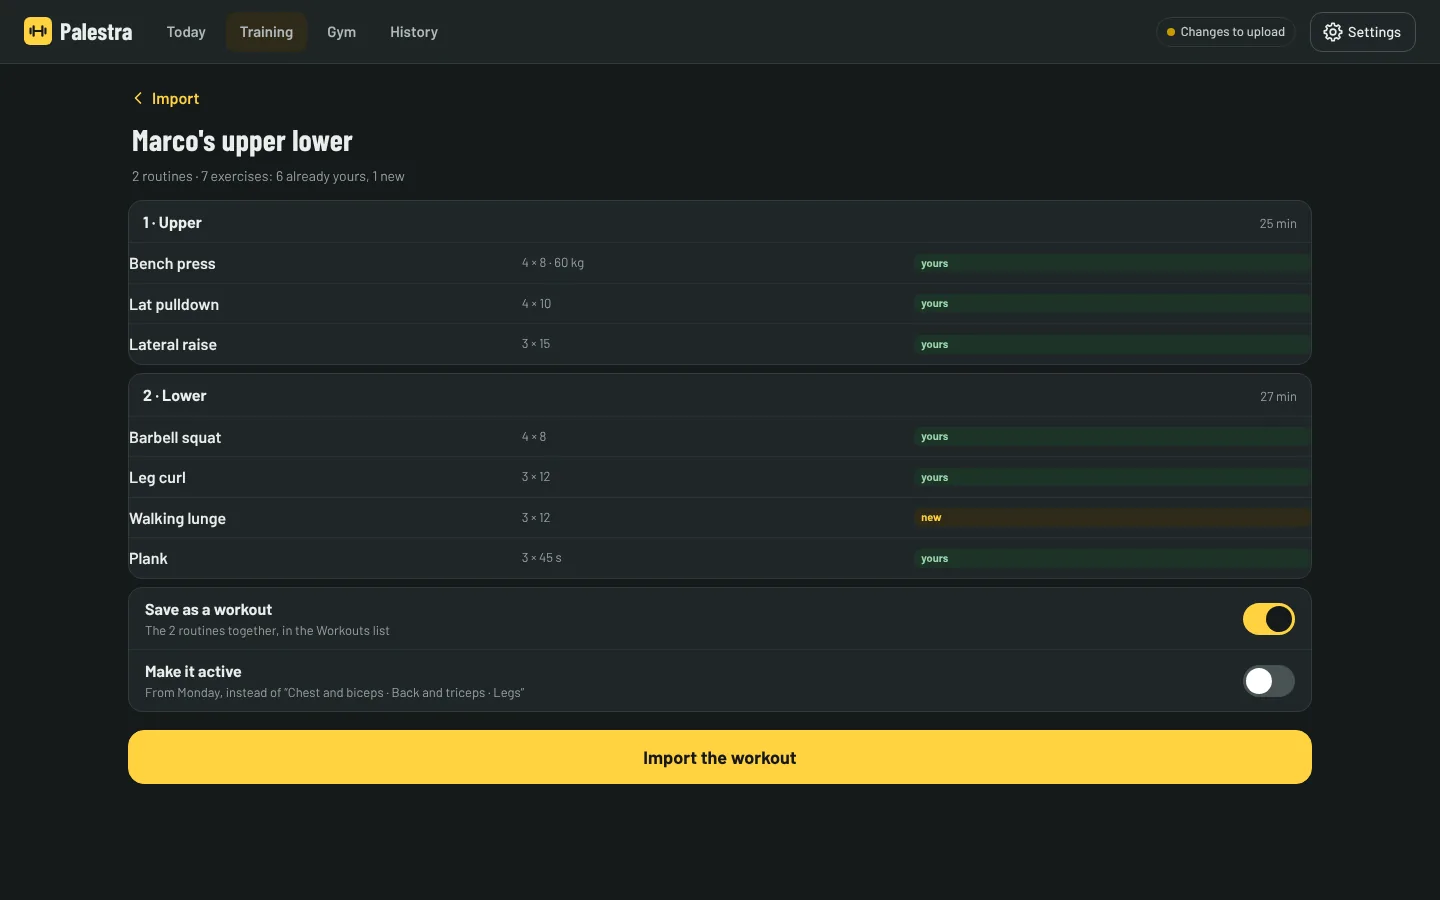 Palestra Today Training Gym History Changes to upload Settings
Import
Marco's upper lower
2 routines · 7 exercises: 6 already yours, 1 new
1 · Upper 25 min
Bench press 4 × 8 · 60 kg yours
Lat pulldown 4 × 10 yours
Lateral raise 3 × 15 yours
2 · Lower 27 min
Barbell squat 4 × 8 yours
Leg curl 3 × 12 yours
Walking lunge 3 × 12 new
Plank 3 × 45 s yours
Save as a workout
The 2 routines together, in the Workouts list
Make it active
From Monday, instead of “Chest and biceps · Back and triceps · Legs”
Import the workout